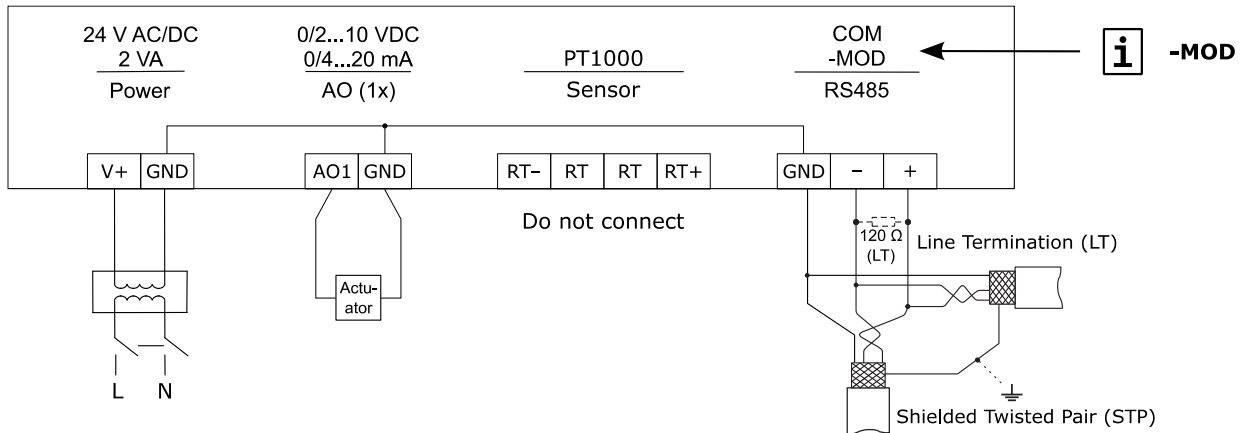 24 V AC/DC
2 VA
Power
0/2...10 VDC
0/4...20 mA
AO (1x)
PT1000
Sensor
COM
-MOD
RS485
i -MOD
V+ GND
AO1 GND
RT- RT RT RT+
GND - +
Do not connect
120 Ω
(LT)
Line Termination (LT)
Actu-
ator
L N
Shielded Twisted Pair (STP)